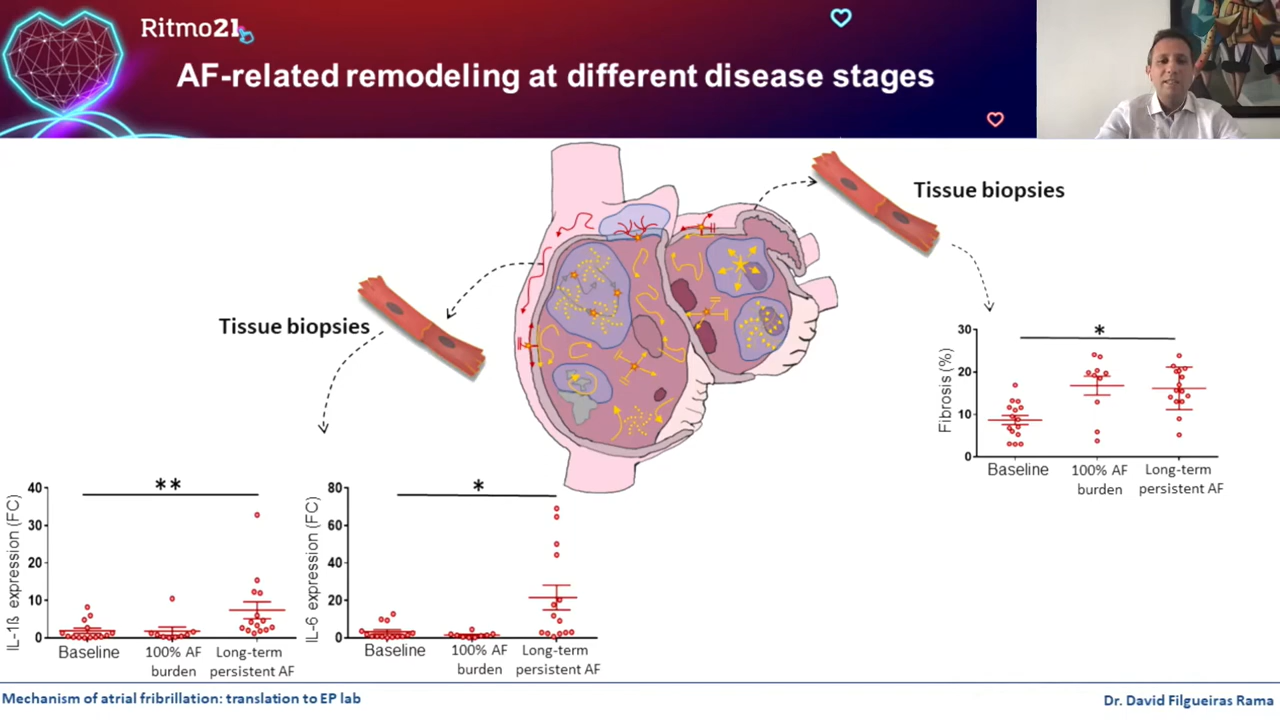 Ritmo21
AF-related remodeling at different disease stages
Tissue biopsies
Tissue biopsies
Fibrosis (%)
30
20
10
0
*
Baseline
100% AF
burden
Long-term
persistent AF
IL-1ß expression (FC)
40
30
20
10
0
**
Baseline
100% AF
burden
Long-term
persistent AF
IL-6 expression (FC)
80
60
40
20
0
*
Baseline
100% AF
burden
Long-term
persistent AF
Mechanism of atrial fribrillation: translation to EP lab
Dr. David Filgueiras Rama